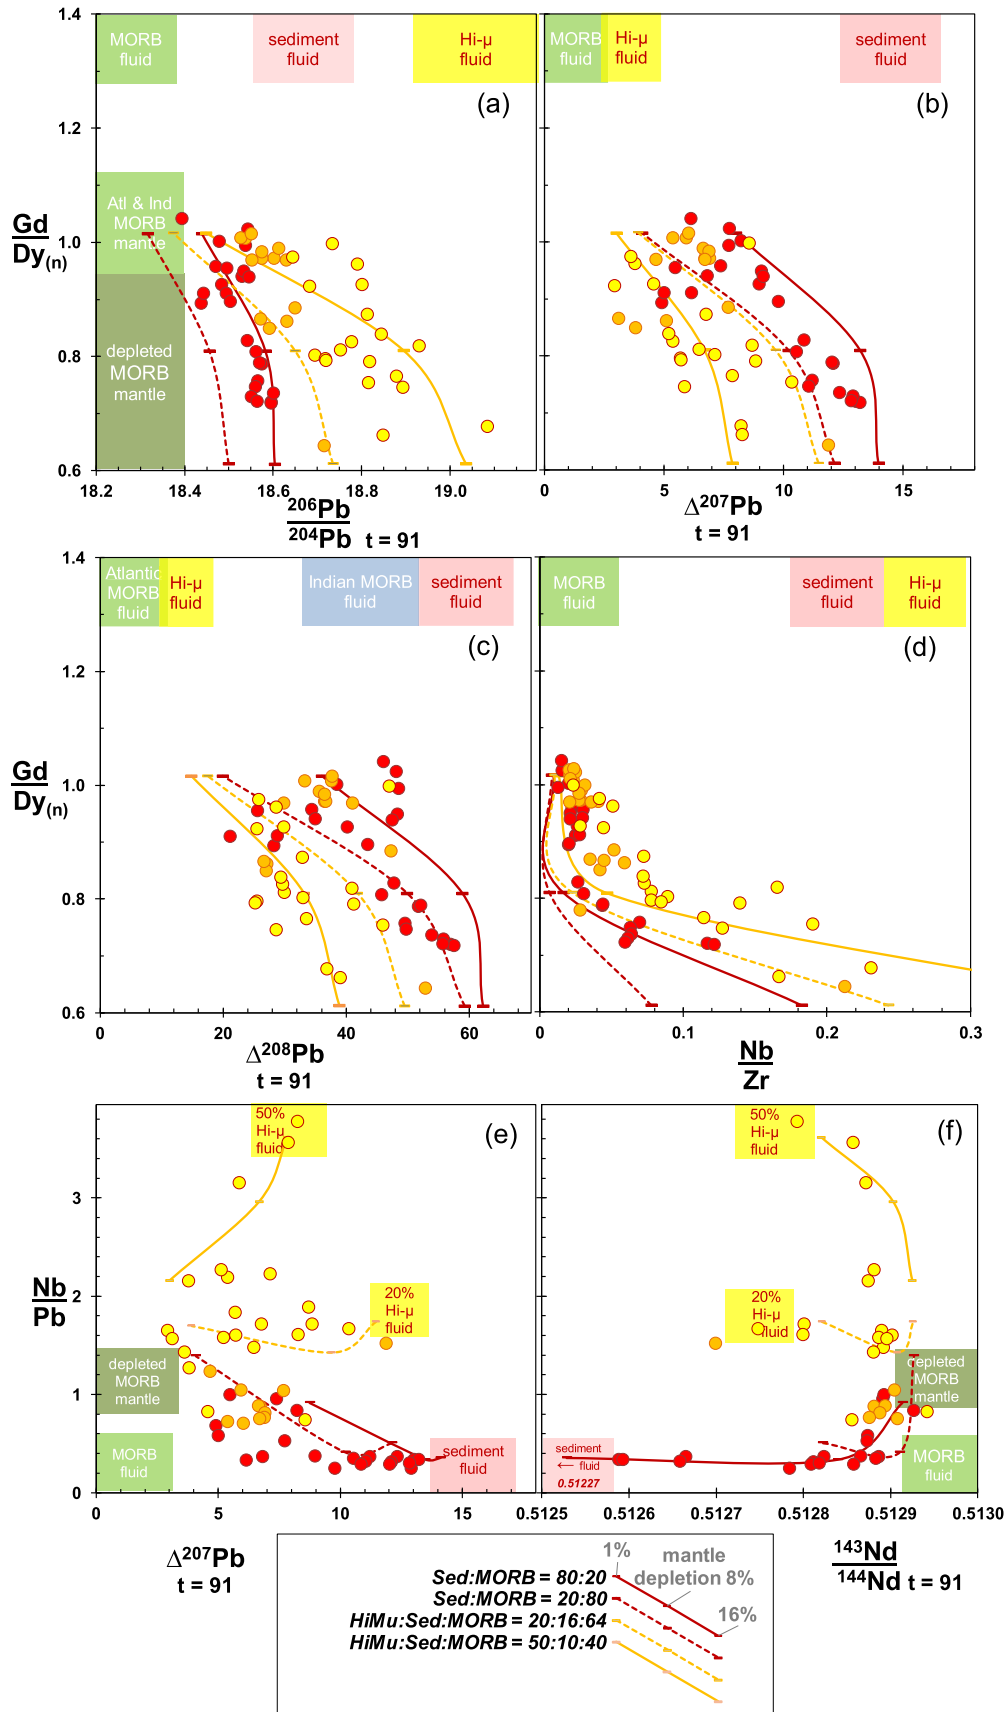 1.4
1.2
1.0
0.8
0.6
Gd
Dy(n)
MORB
fluid
sediment
fluid
Hi-μ
fluid
(a)
Atl & Ind
MORB
mantle
depleted
MORB
mantle
18.2
18.4
18.6
18.8
19.0
206Pb
204Pb t = 91
MORB
fluid
Hi-μ
fluid
sediment
fluid
(b)
0
5
10
15
Δ207Pb
t = 91
1.4
1.2
1.0
0.8
0.6
Gd
Dy(n)
Atlantic
MORB
fluid
Hi-μ
fluid
Indian MORB
fluid
sediment
fluid
(c)
0
20
40
60
Δ208Pb
t = 91
MORB
fluid
sediment
fluid
Hi-μ
fluid
(d)
0
0.1
0.2
0.3
Nb
Zr
3
2
1
0
Nb
Pb
50%
Hi-μ
fluid
(e)
20%
Hi-μ
fluid
depleted
MORB
mantle
MORB
fluid
sediment
fluid
0
5
10
15
Δ207Pb
t = 91
50%
Hi-μ
fluid
(f)
20%
Hi-μ
fluid
depleted
MORB
mantle
sediment
← fluid
0.51227
MORB
fluid
0.5125
0.5126
0.5127
0.5128
0.5129
0.5130
143Nd
144Nd t = 91
1%
mantle
depletion 8%
16%
Sed:MORB = 80:20
Sed:MORB = 20:80
HiMu:Sed:MORB = 20:16:64
HiMu:Sed:MORB = 50:10:40